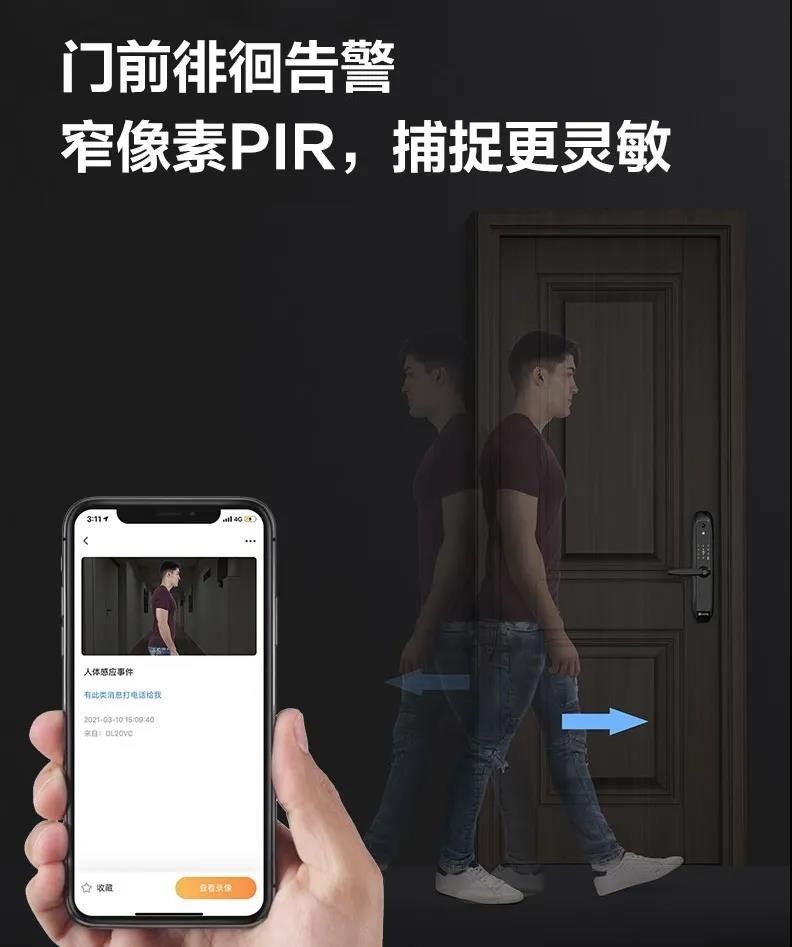 门前徘徊告警
窄像素PIR，捕捉更灵敏
3:11
4G
人体感应事件
有此类消息打电话给我
2021-03-10 15:09:40
来自：DL20VC
收藏
查看录像